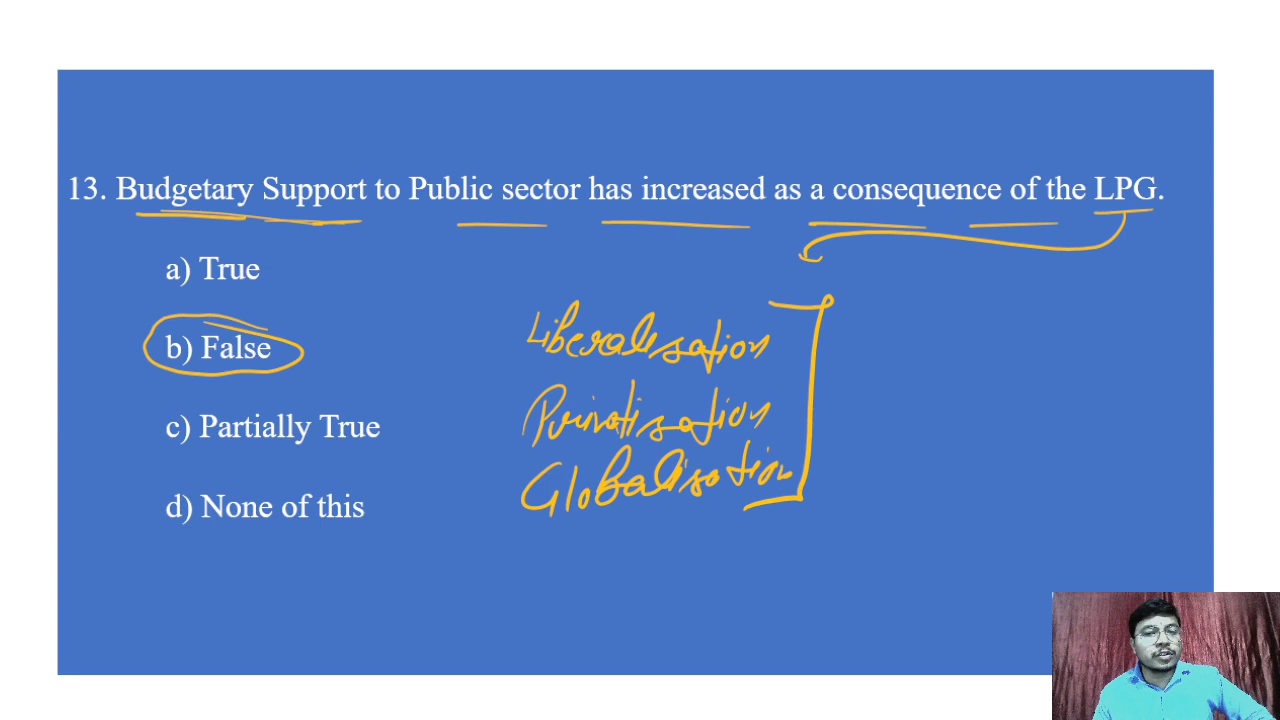 13. Budgetary Support to Public sector has increased as a consequence of the LPG.
a) True
b) False
c) Partially True
d) None of this
Liberalisation
Privatisation
Globalisation